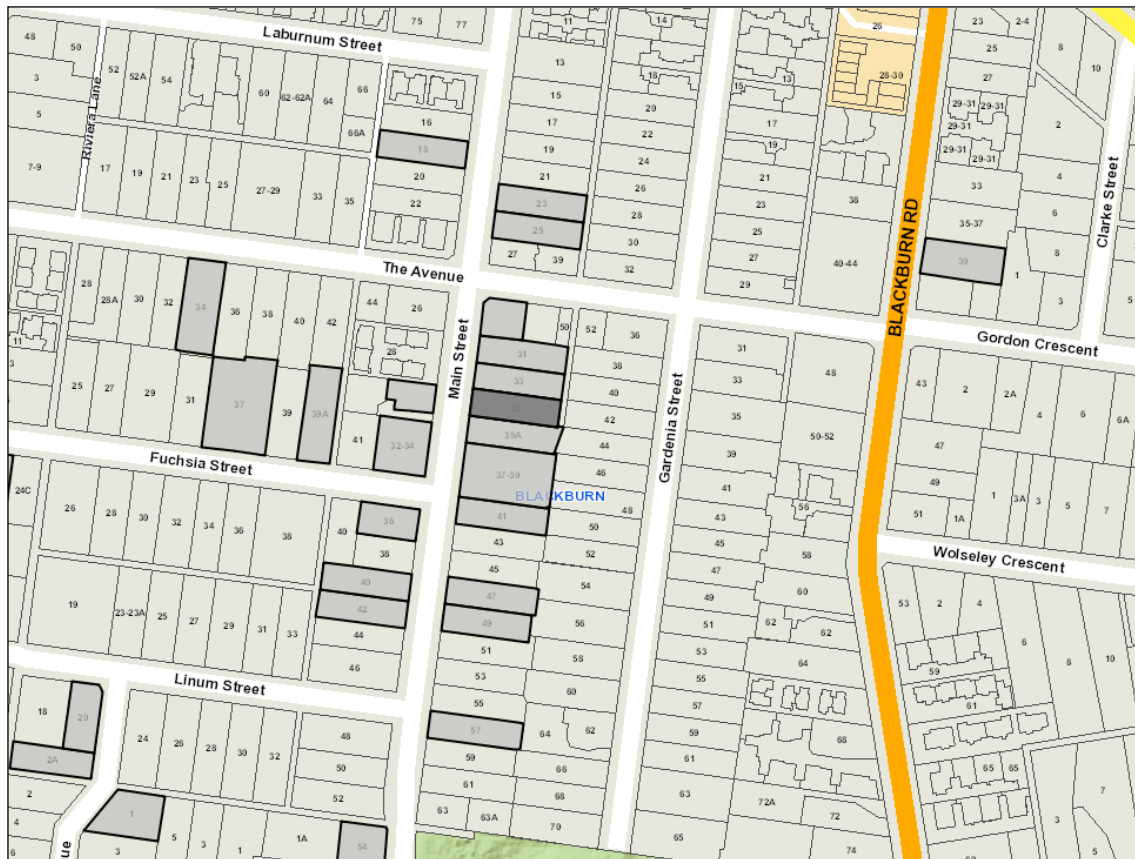 75 77 11 14 26 23 2-4
Laburnum Street
48 50 13 25 8 10
3 52 52A 54 60 62-62A 64 66 18 13 28-30 27
5 Riviera Lane 15 20 15
66A 16 17 22 17 29-31 29-31 2
18 19 24 19 29-31 29-31 29-31
7-9 17 19 21 23 25 27-29 33 35 20 21 26 21 33 4
22 23 28 23 38 35-37 6 Clarke Street
25 30 25
27 39 32 27 40-44 39 8
The Avenue
28 28A 30 32 34 36 38 40 42 44 26 29 1 3 5
BLACKBURN RD
50 52 36 Gordon Crescent
11 3 28 31 38 31 48 43 2 2A 4 6 6A
Main Street
33 40 33
25 27 29 31 37 39 39A 41 32-34 42 35 50-52 47
35A 44 39
Gardenia Street
Fuchsia Street
37-39 46 41 49 1 3A 3 5 7
BLACKBURN
24C 26 28 30 32 34 36 38 40 36 41 48 50 43 56 51 1A
38 43 52 45 58
Wolseley Crescent
40 45 54 47 60
19 23-23A 25 27 29 31 33 42 47 49 56 49 51 62 62 53 2 4
44 51 58 53 64 6 8 10
46 53 60 55 59
Linum Street
18 20 55 57 61
24 26 28 30 32 48 57 64 62 59 68
2A 50 59 66 61 65 65
2 52 61 68 63 72A 72 7
4 1 63 63A 70 65 74 3 5
6 3 5 3 1 1A 54